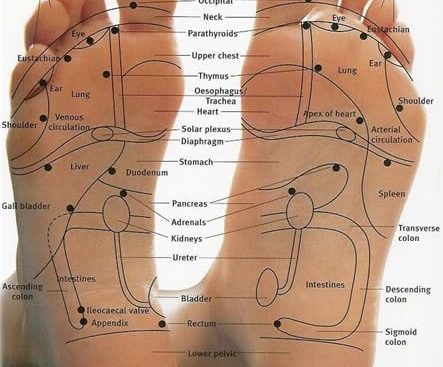 Occipital
Neck
Eye
Eye
Parathyroids
Eustachian
Eustachian
Upper chest
Ear
Ear
Thymus
Lung
Lung
Oesophagus
Trachea
Heart
Shoulder
Shoulder
Venous
circulation
Apex of heart
Arterial
circulation
Solar plexus
Diaphragm
Liver
Duodenum
Stomach
Spleen
Gall bladder
Pancreas
Adrenals
Kidneys
Transverse
colon
Ureter
Ascending
colon
Intestines
Intestines
Descending
colon
Bladder
Ileocaecal valve
Appendix
Rectum
Sigmoid
colon
Lower pelvic